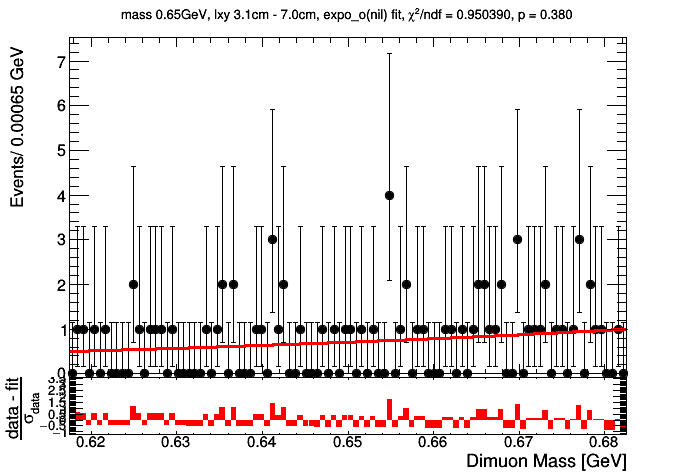 mass 0.65GeV, lxy 3.1cm - 7.0cm, expo_o(nil) fit, χ²/ndf = 0.950390, p = 0.380
Events/ 0.00065 GeV
7
6
5
4
3
2
1
0
data - fit
σdata
0.62 0.63 0.64 0.65 0.66 0.67 0.68
Dimuon Mass [GeV]